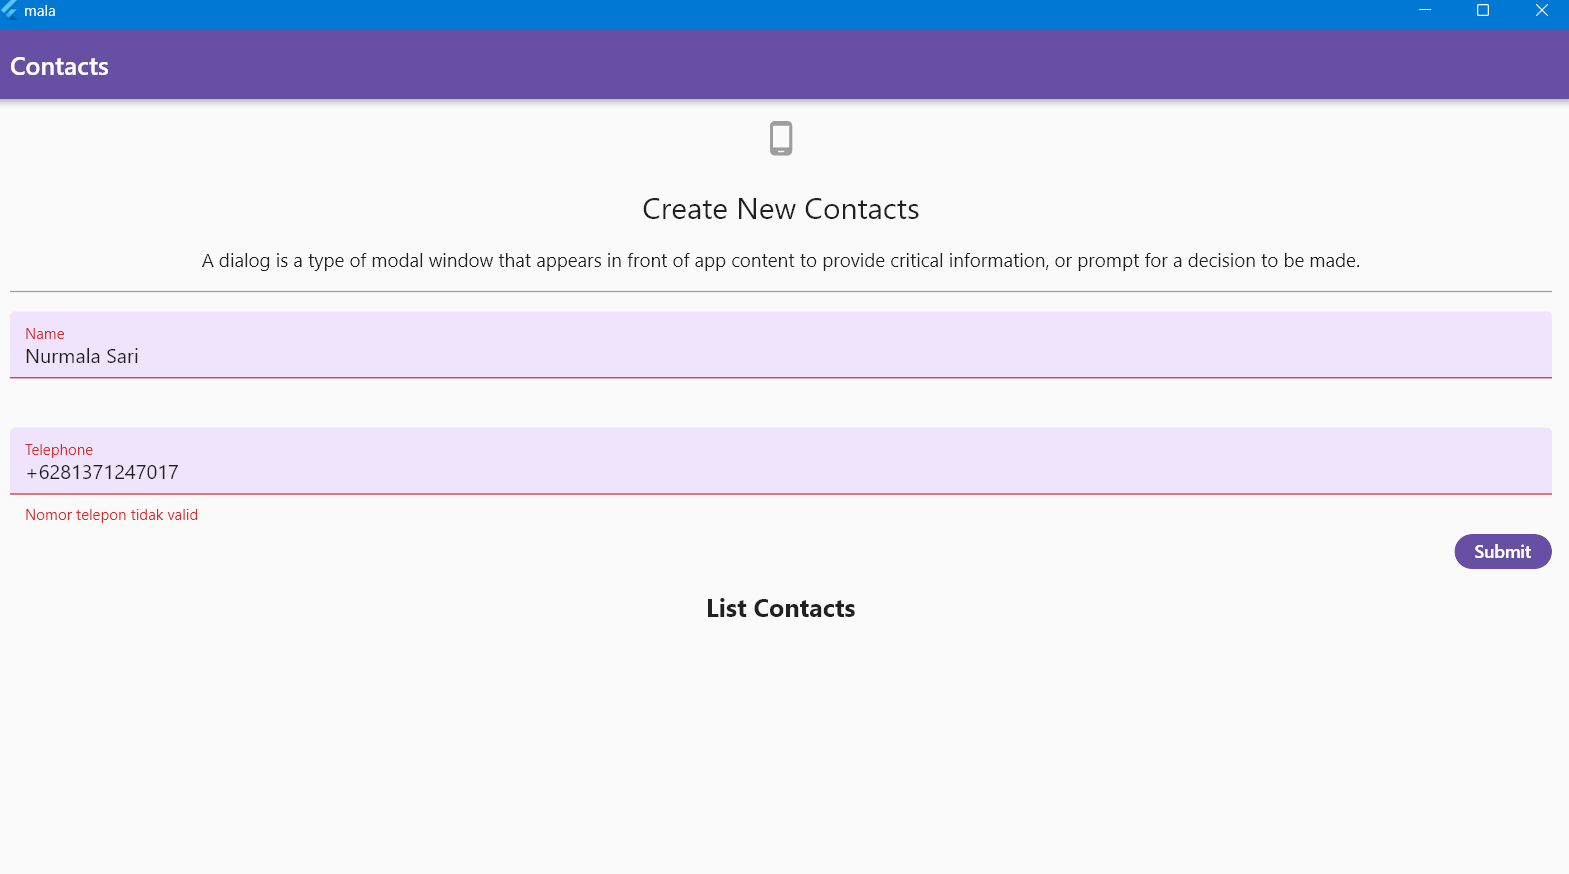 mala
Contacts
Create New Contacts
A dialog is a type of modal window that appears in front of app content to provide critical information, or prompt for a decision to be made.
Name
Nurmala Sari
Telephone
+6281371247017
Nomor telepon tidak valid
Submit
List Contacts